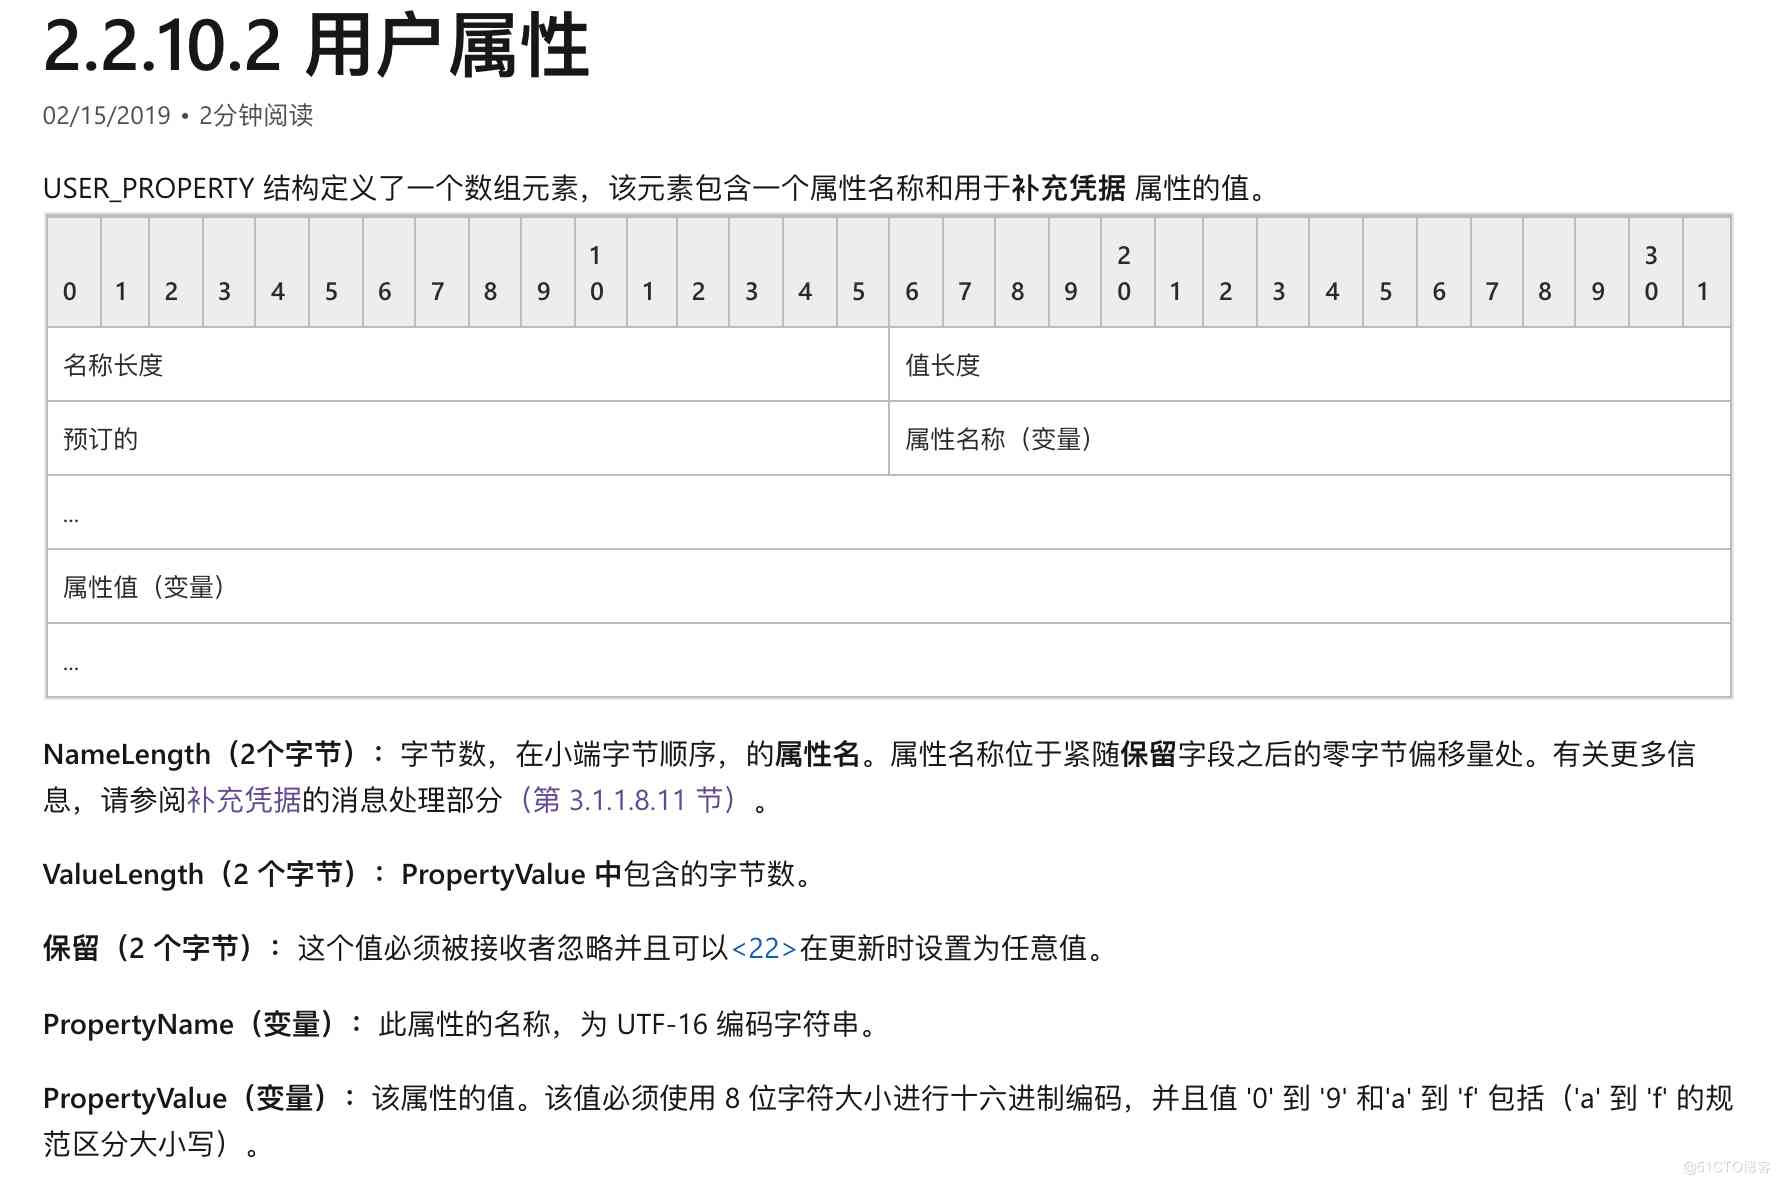 2.2.10.2 用户属性
02/15/2019 • 2分钟阅读
USER_PROPERTY 结构定义了一个数组元素，该元素包含一个属性名称和用于补充凭据 属性的值。
1 2 3
0 1 2 3 4 5 6 7 8 9 0 1 2 3 4 5 6 7 8 9 0 1 2 3 4 5 6 7 8 9 0 1
名称长度 值长度
预订的 属性名称（变量）
...
属性值（变量）
...
NameLength（2个字节）：字节数，在小端字节顺序，的属性名。属性名称位于紧随保留字段之后的零字节偏移量处。有关更多信
息，请参阅补充凭据的消息处理部分（第 3.1.1.8.11 节）。
ValueLength（2 个字节）：PropertyValue 中包含的字节数。
保留（2 个字节）：这个值必须被接收者忽略并且可以<22>在更新时设置为任意值。
PropertyName（变量）：此属性的名称，为 UTF-16 编码字符串。
PropertyValue（变量）：该属性的值。该值必须使用 8 位字符大小进行十六进制编码，并且值 '0' 到 '9' 和'a' 到 'f' 包括（'a' 到 'f' 的规
范区分大小写）。
@51CTO博客